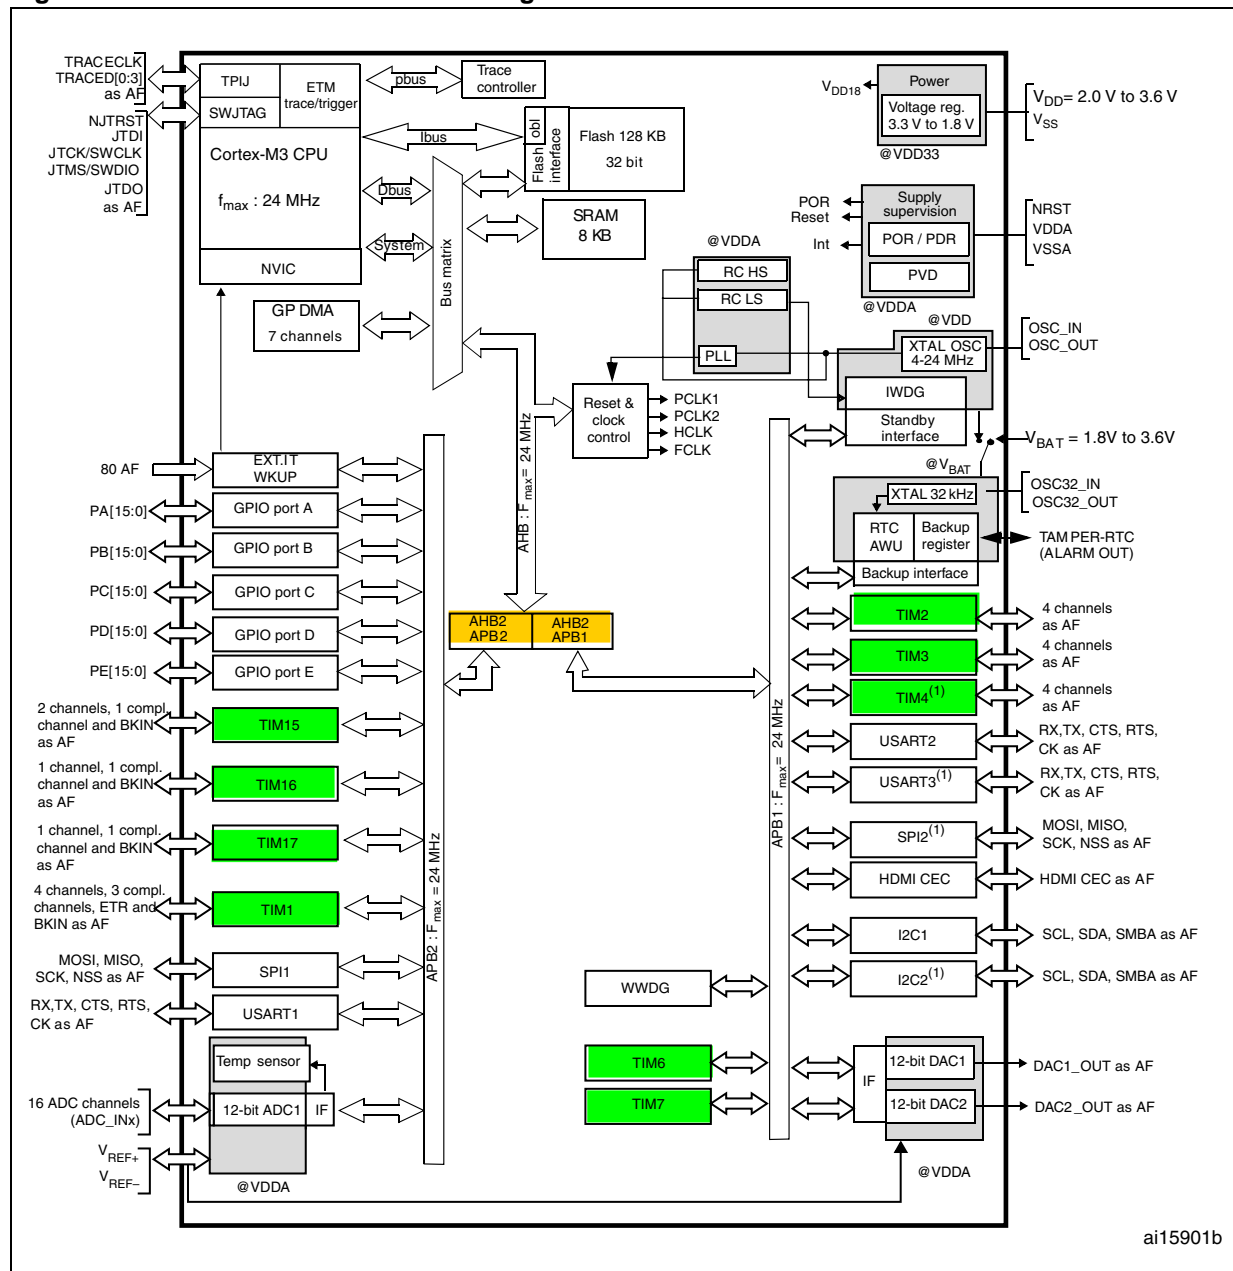 TRACECLK
TRACED[0:3]
as AF
NJTRST
JTDI
JTCK/SWCLK
JTMS/SWDIO
JTDO
as AF
TPIJ
SWJTAG
ETM
trace/trigger
Cortex-M3 CPU
fmax : 24 MHz
NVIC
GP DMA
7 channels
pbus
Ibus
Dbus
System
Trace
controller
Flash obl
interface
Flash 128 KB
32 bit
SRAM
8 KB
Bus matrix
VDD18
Power
Voltage reg.
3.3 V to 1.8 V
@VDD33
VDD= 2.0 V to 3.6 V
VSS
POR
Reset
Int
Supply
supervision
POR / PDR
PVD
@VDDA
NRST
VDDA
VSSA
@VDDA
RC HS
RC LS
PLL
@VDD
XTAL OSC
4-24 MHz
IWDG
Standby
interface
OSC_IN
OSC_OUT
Reset &
clock
control
PCLK1
PCLK2
HCLK
FCLK
VBAT = 1.8V to 3.6V
@VBAT
XTAL 32 kHz
RTC
AWU
Backup
register
Backup interface
OSC32_IN
OSC32_OUT
TAMPER-RTC
(ALARM OUT)
AHB : Fmax = 24 MHz
AHB2
APB2
AHB2
APB1
80 AF
EXT.IT
WKUP
PA[15:0]
GPIO port A
PB[15:0]
GPIO port B
PC[15:0]
GPIO port C
PD[15:0]
GPIO port D
PE[15:0]
GPIO port E
2 channels, 1 compl.
channel and BKIN
as AF
TIM15
1 channel, 1 compl.
channel and BKIN
as AF
TIM16
1 channel, 1 compl.
channel and BKIN
as AF
TIM17
4 channels, 3 compl.
channels, ETR and
BKIN as AF
TIM1
MOSI, MISO,
SCK, NSS as AF
SPI1
RX,TX, CTS, RTS,
CK as AF
USART1
Temp sensor
12-bit ADC1
IF
16 ADC channels
(ADC_INx)
VREF+
VREF–
@VDDA
APB2 : Fmax = 24 MHz
APB1 : Fmax = 24 MHz
TIM2
4 channels
as AF
TIM3
4 channels
as AF
TIM4(1)
4 channels
as AF
USART2
RX,TX, CTS, RTS,
CK as AF
USART3(1)
RX,TX, CTS, RTS,
CK as AF
SPI2(1)
MOSI, MISO,
SCK, NSS as AF
HDMI CEC
HDMI CEC as AF
I2C1
SCL, SDA, SMBA as AF
I2C2(1)
SCL, SDA, SMBA as AF
WWDG
TIM6
TIM7
IF
12-bit DAC1
12-bit DAC2
DAC1_OUT as AF
DAC2_OUT as AF
@VDDA
ai15901b